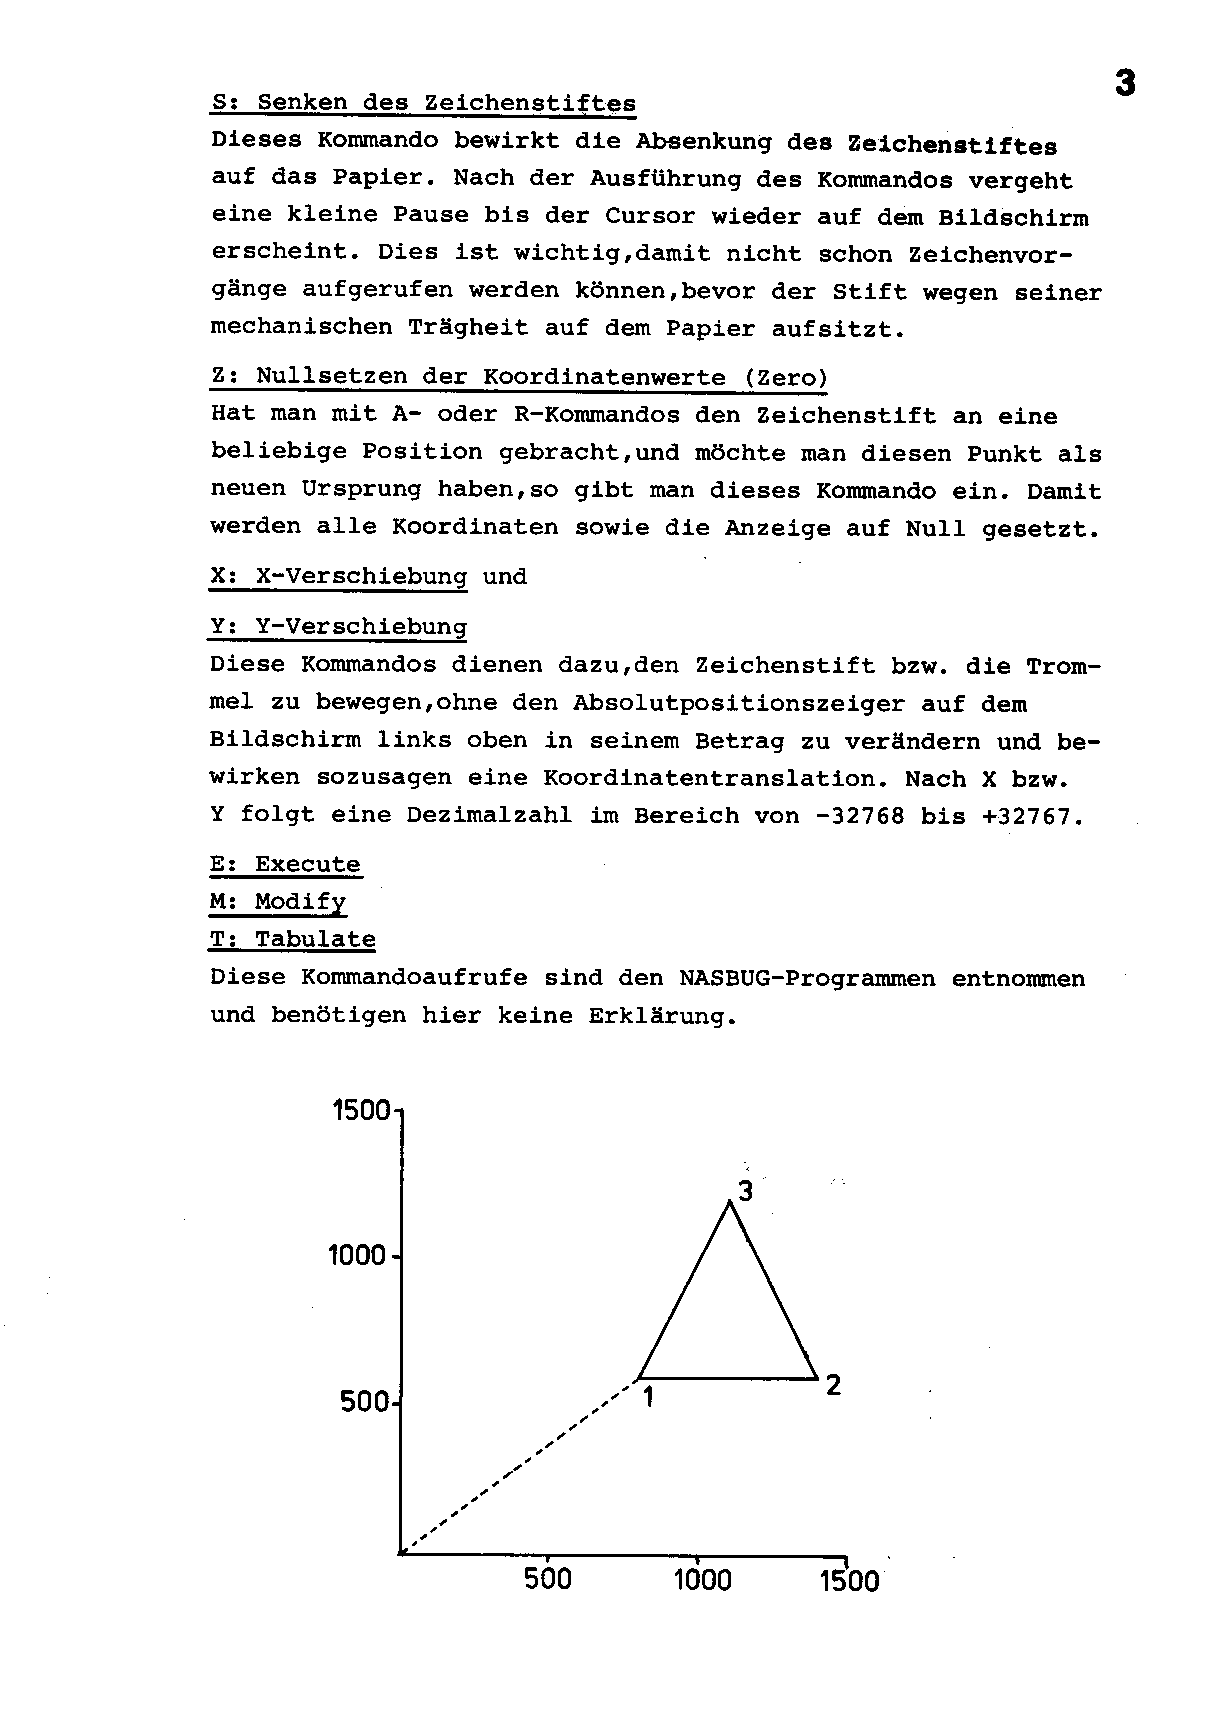 3
S: Senken des Zeichenstiftes
Dieses Kommando bewirkt die Absenkung des Zeichenstiftes
auf das Papier. Nach der Ausführung des Kommandos vergeht
eine kleine Pause bis der Cursor wieder auf dem Bildschirm
erscheint. Dies ist wichtig,damit nicht schon Zeichenvor-
gänge aufgerufen werden können,bevor der Stift wegen seiner
mechanischen Trägheit auf dem Papier aufsitzt.
Z: Nullsetzen der Koordinatenwerte (Zero)
Hat man mit A- oder R-Kommandos den Zeichenstift an eine
beliebige Position gebracht,und möchte man diesen Punkt als
neuen Ursprung haben,so gibt man dieses Kommando ein. Damit
werden alle Koordinaten sowie die Anzeige auf Null gesetzt.
X: X-Verschiebung und
Y: Y-Verschiebung
Diese Kommandos dienen dazu,den Zeichenstift bzw. die Trom-
mel zu bewegen,ohne den Absolutpositionszeiger auf dem
Bildschirm links oben in seinem Betrag zu verändern und be-
wirken sozusagen eine Koordinatentranslation. Nach X bzw.
Y folgt eine Dezimalzahl im Bereich von -32768 bis +32767.
E: Execute
M: Modify
T: Tabulate
Diese Kommandoaufrufe sind den NASBUG-Programmen entnommen
und benötigen hier keine Erklärung.
1500
3
1000
500
1
2
500
1000
1500